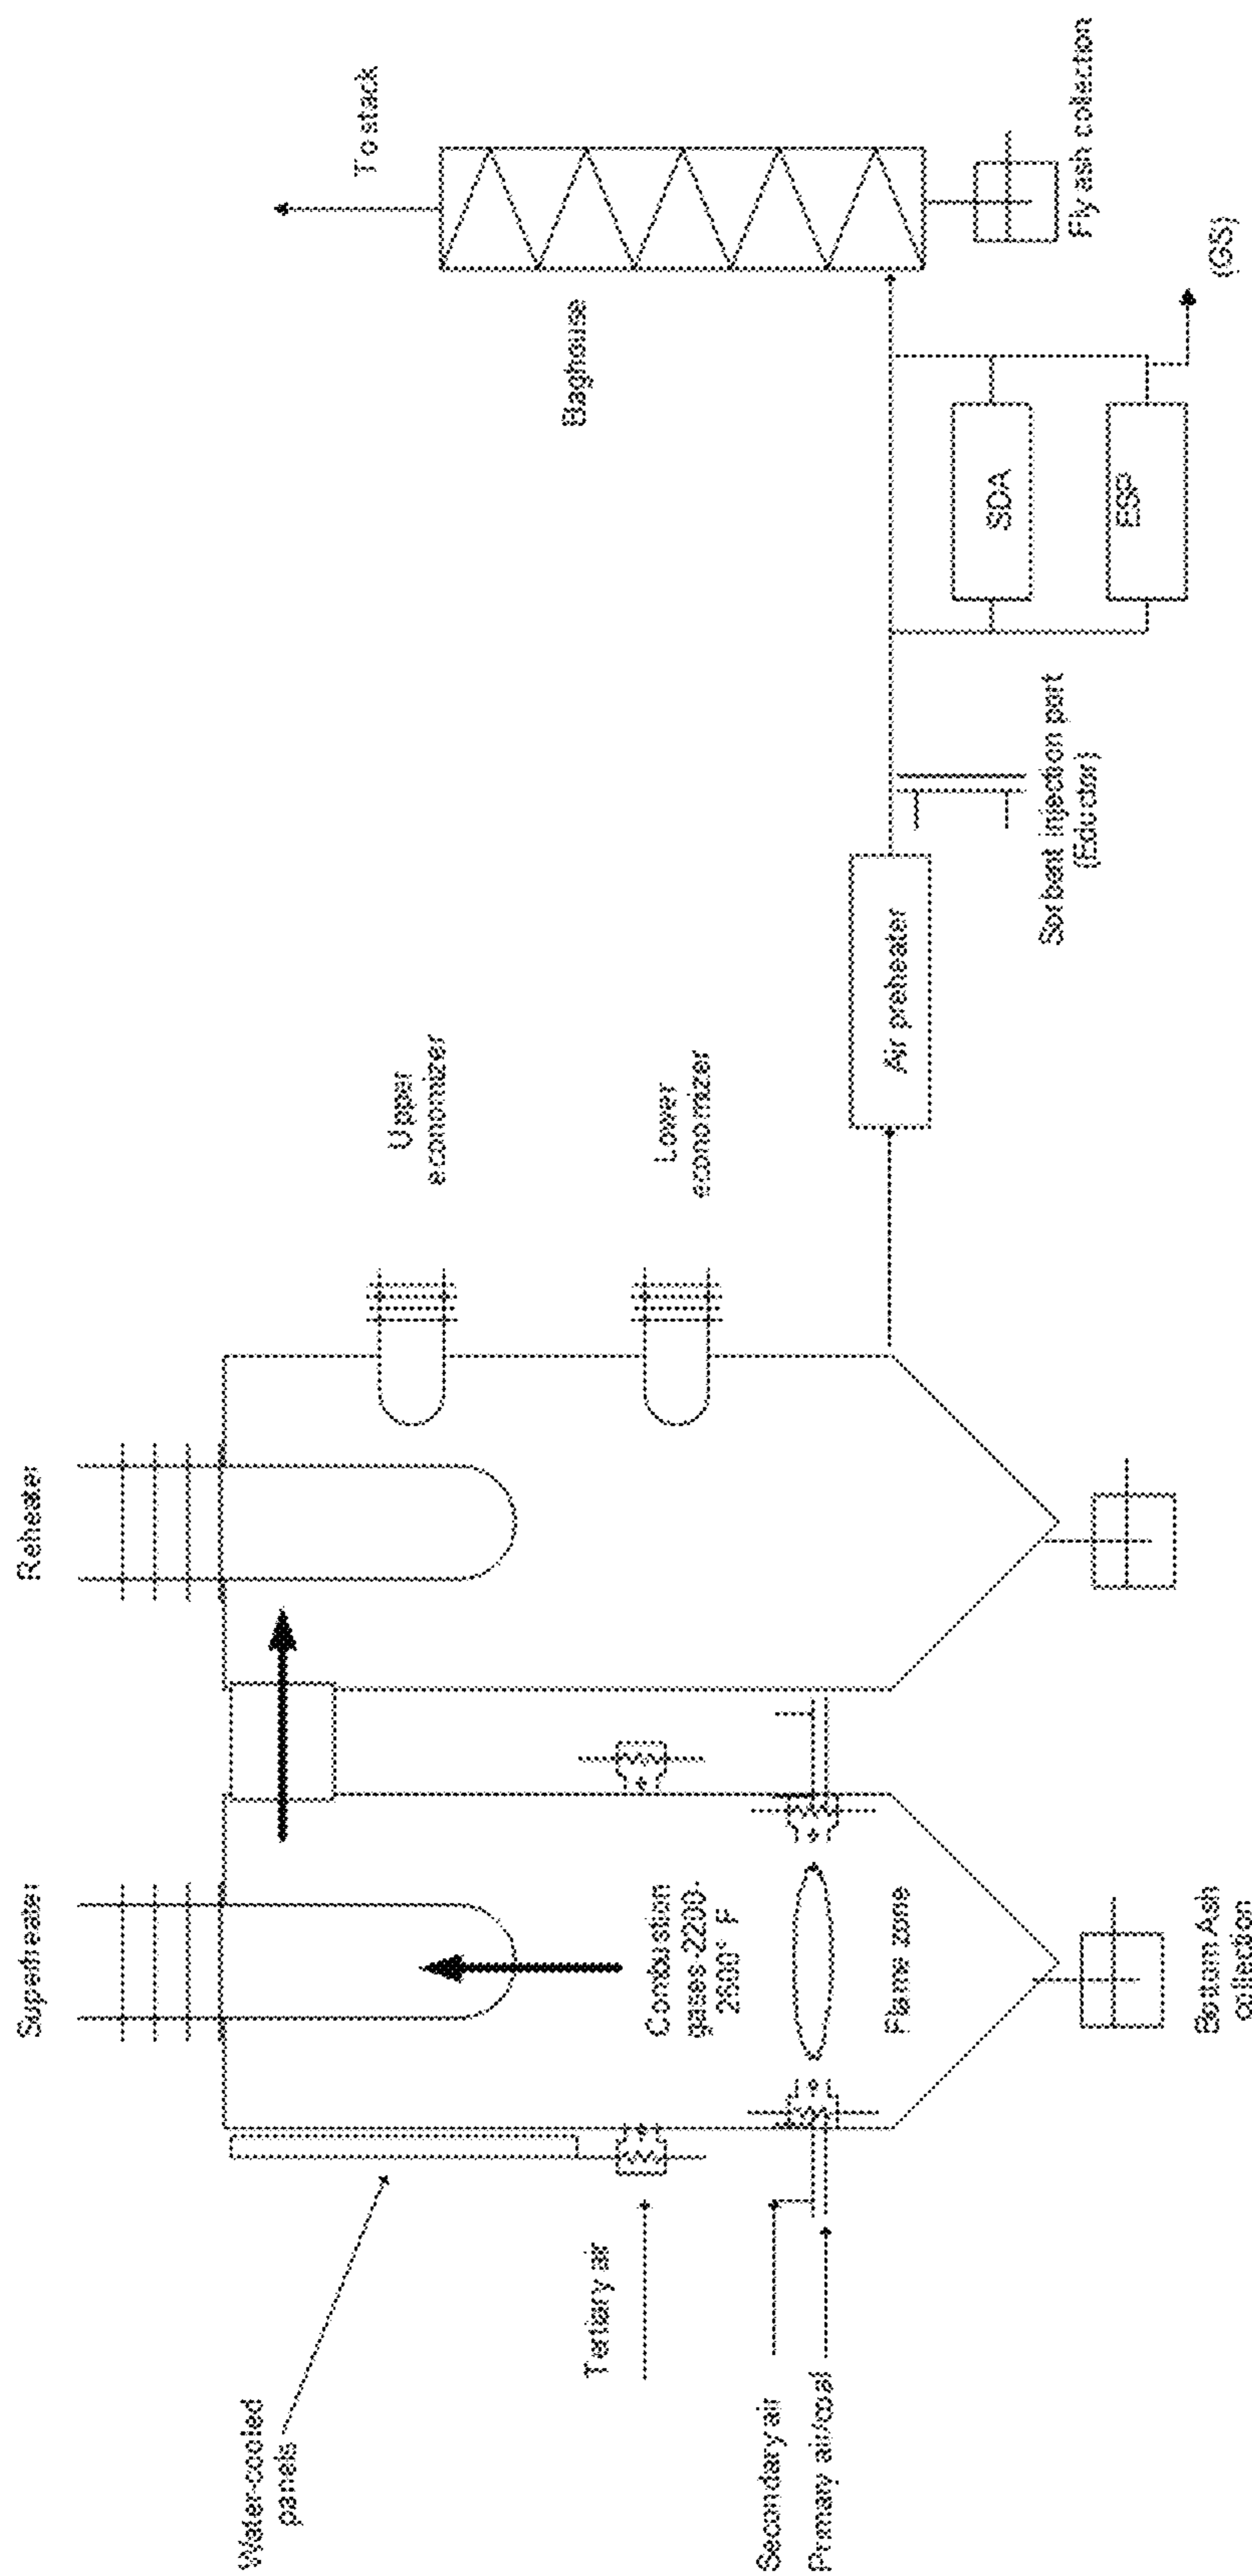 Superheater
Reheater
Water-cooled
panels
Upper
economizer
Lower
economizer
To stack
Baghouse
Tertiary air
Combustion
gases-2200-
2600° F
Secondary air
Primary air/coal
Flame zone
Air preheater
Sorbent injection port
(Eductor)
SDA
ESP
Fly ash collection
(G5)
Bottom Ash
collection